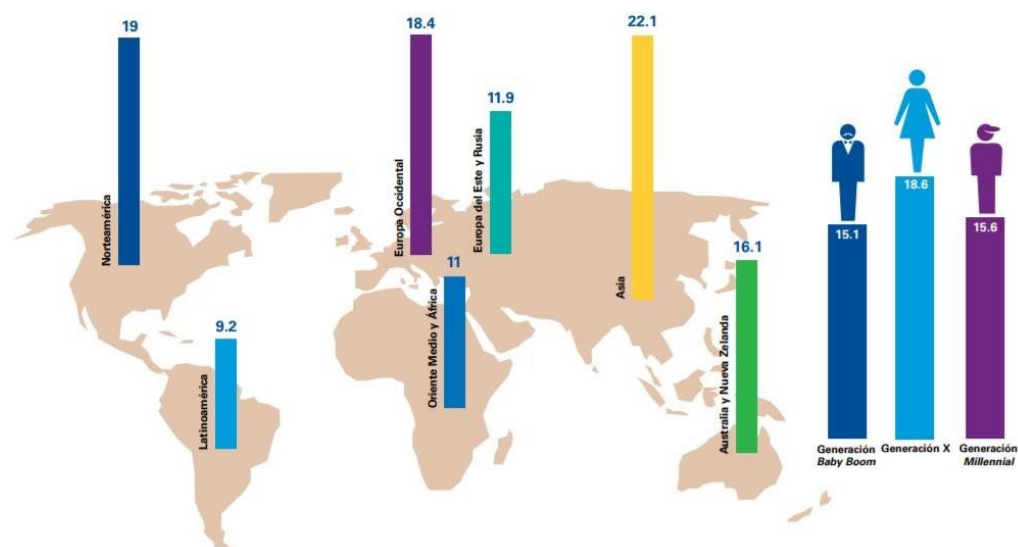 19
Norteamérica
18.4
Europa Occidental
11.9
Europa del Este y Rusia
22.1
Asia
9.2
Latinoamérica
11
Oriente Medio y África
16.1
Australia y Nueva Zelanda
15.1
Generación
Baby Boom
18.6
Generación X
15.6
Generación
Millennial